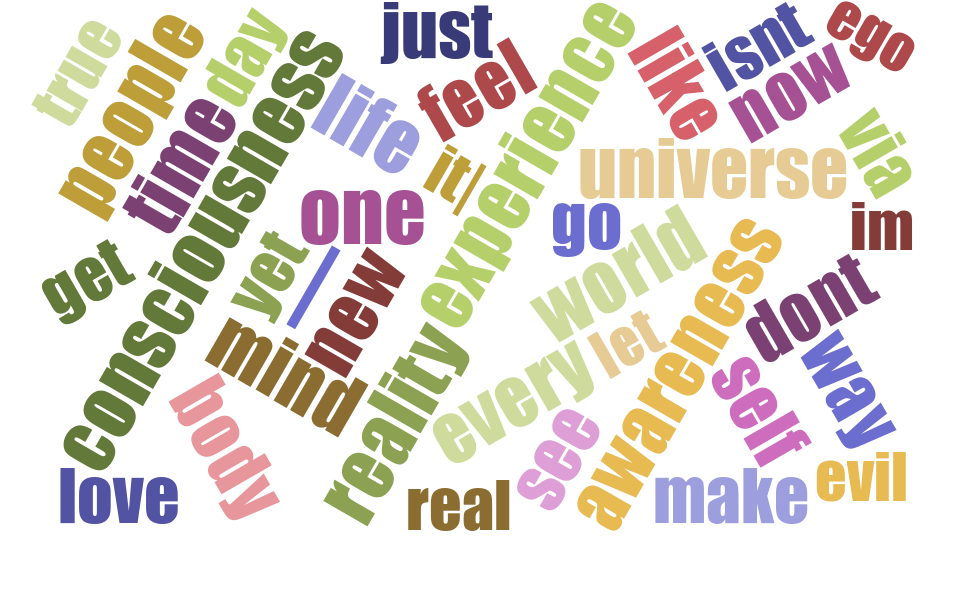 true
people
time
day
consciousness
life
just
feel
it/
experience
like
isnt
now
ego
via
universe
one
go
im
get
yet
/
new
world
mind
reality
every
let
awareness
dont
self
way
body
love
real
see
make
evil